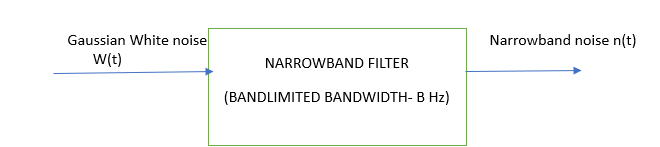 Gaussian White noise
W(t)
NARROWBAND FILTER
(BANDLIMITED BANDWIDTH- B Hz)
Narrowband noise n(t)